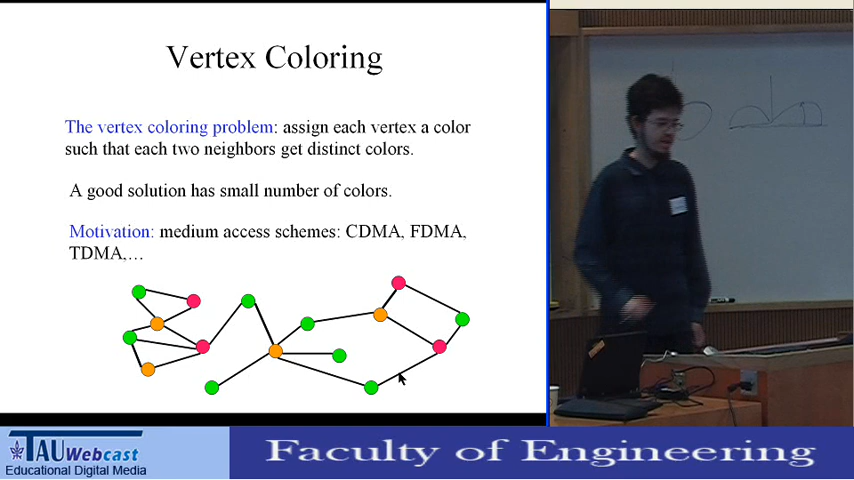 Vertex Coloring
The vertex coloring problem: assign each vertex a color
such that each two neighbors get distinct colors.
A good solution has small number of colors.
Motivation: medium access schemes: CDMA, FDMA,
TDMA,…
TAU Webcast
Educational Digital Media
Faculty of Engineering